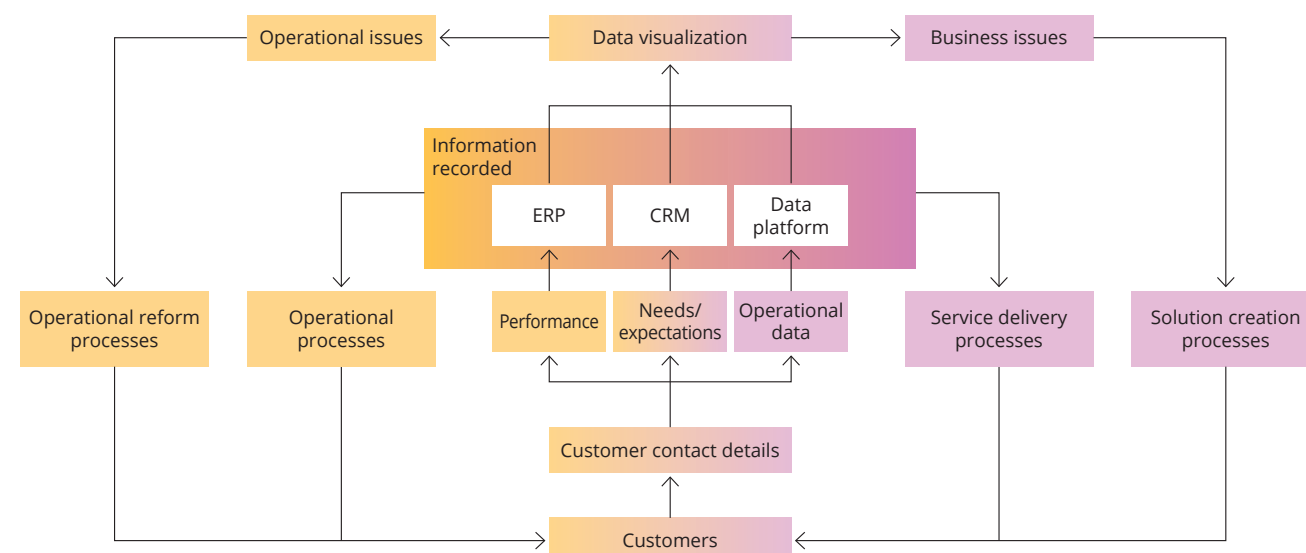 Operational issues
Data visualization
Business issues
Information
recorded
ERP
CRM
Data
platform
Operational reform
processes
Operational
processes
Performance
Needs/
expectations
Operational
data
Service delivery
processes
Solution creation
processes
Customer contact details
Customers